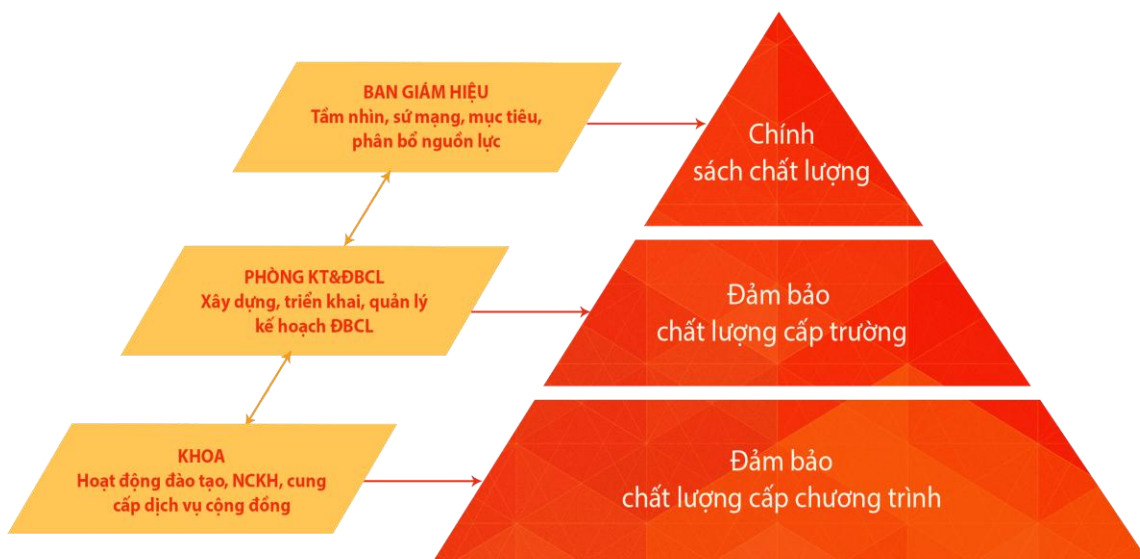 BAN GIÁM HIỆU
Tầm nhìn, sứ mạng, mục tiêu,
phân bổ nguồn lực
Chính
sách chất lượng
PHÒNG KT&ĐBCL
Xây dựng, triển khai, quản lý
kế hoạch ĐBCL
Đảm bảo
chất lượng cấp trường
KHOA
Hoạt động đào tạo, NCKH, cung
cấp dịch vụ cộng đồng
Đảm bảo
chất lượng cấp chương trình